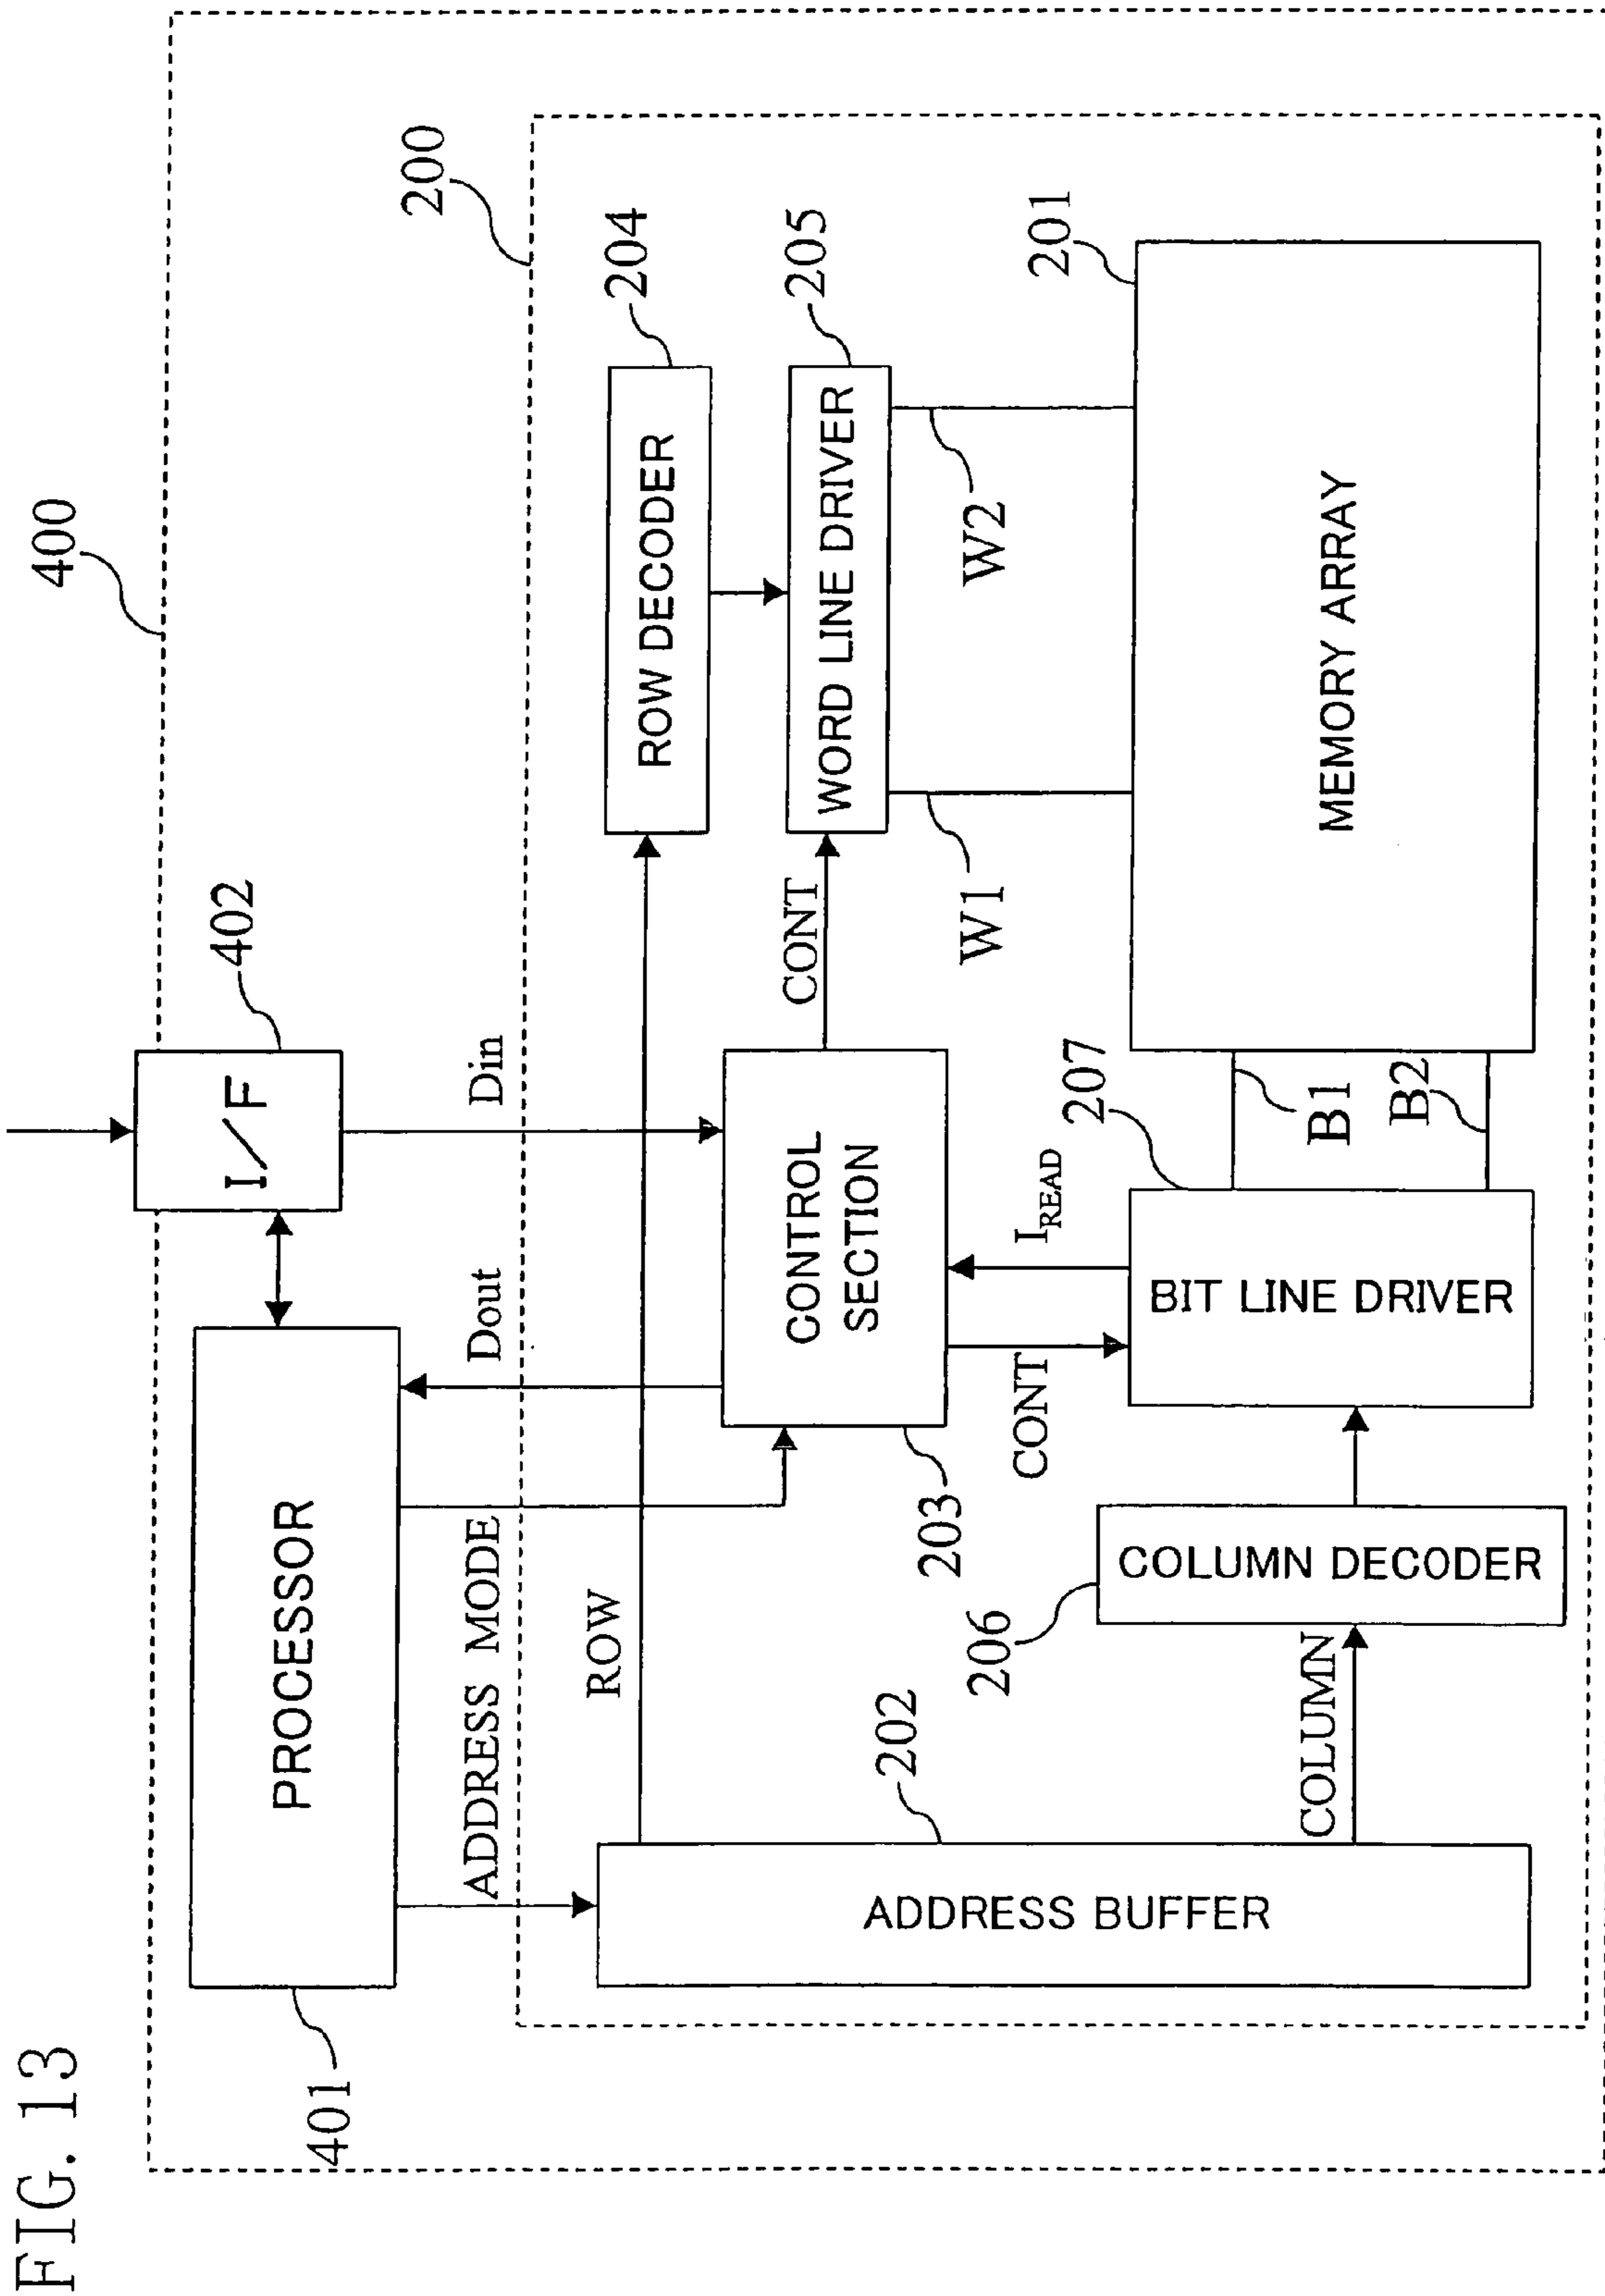 FIG. 13
400
402
I/F
401
PROCESSOR
200
ADDRESS
MODE
Dout
Din
ROW
204
ROW DECODER
202
ADDRESS BUFFER
203
CONTROL
SECTION
CONT
205
WORD LINE DRIVER
W1
W2
CONT
I_READ
207
BIT LINE DRIVER
206
COLUMN DECODER
COLUMN
B1
B2
201
MEMORY ARRAY